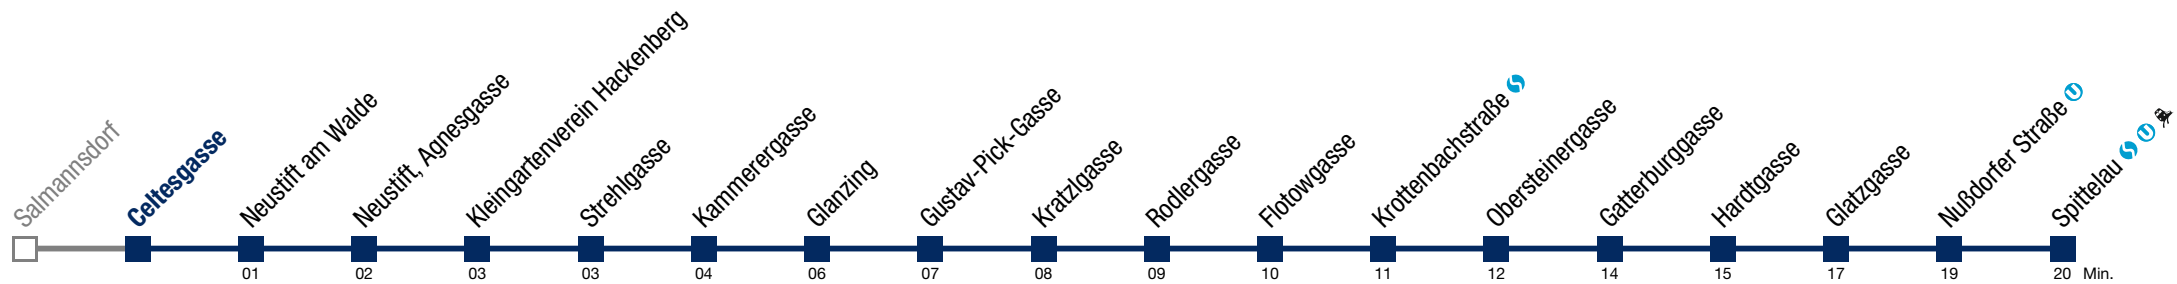 Salmannsdorf
Celtesgasse
Neustift am Walde
Neustift, Agnesgasse
Kleingartenverein Hackenberg
Strehlgasse
Kammerergasse
Glanzing
Gustav-Pick-Gasse
Kratzlgasse
Rodlergasse
Flotowgasse
Krottenbachstraße S
Obersteinergasse
Gatterburggasse
Hardtgasse
Glatzgasse
Nußdorfer Straße U
Spittelau S U
01 02 03 03 04 06 07 08 09 10 11 12 14 15 17 19 20 Min.